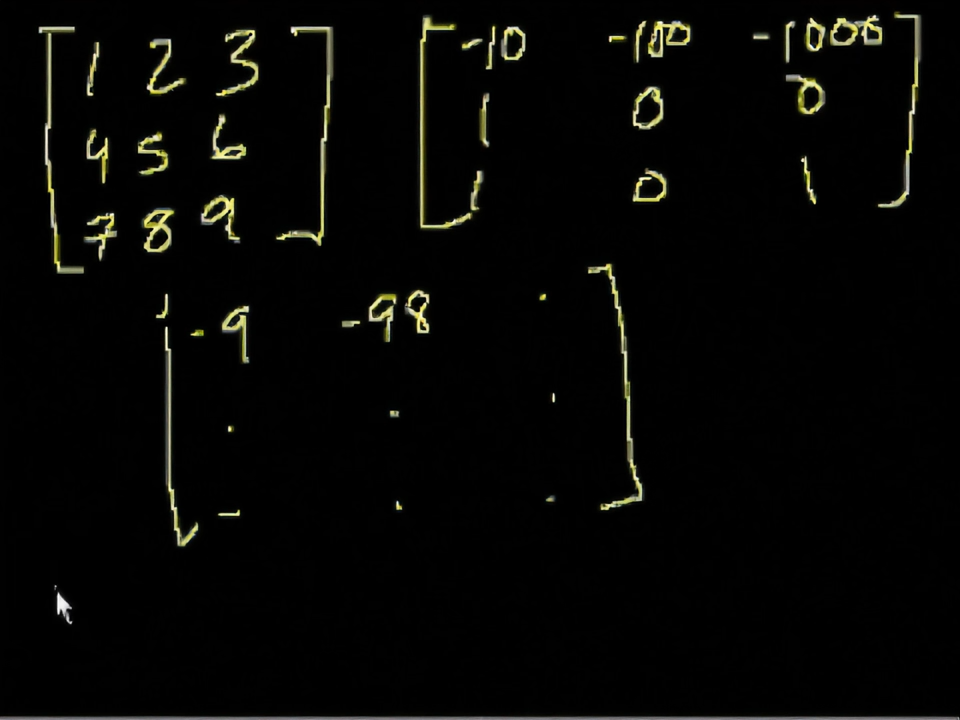 1 2 3 -10 -100 -1000
4 5 6 1 0 0
7 8 9 1 0 1
-9 -98 .
. . .
- . .